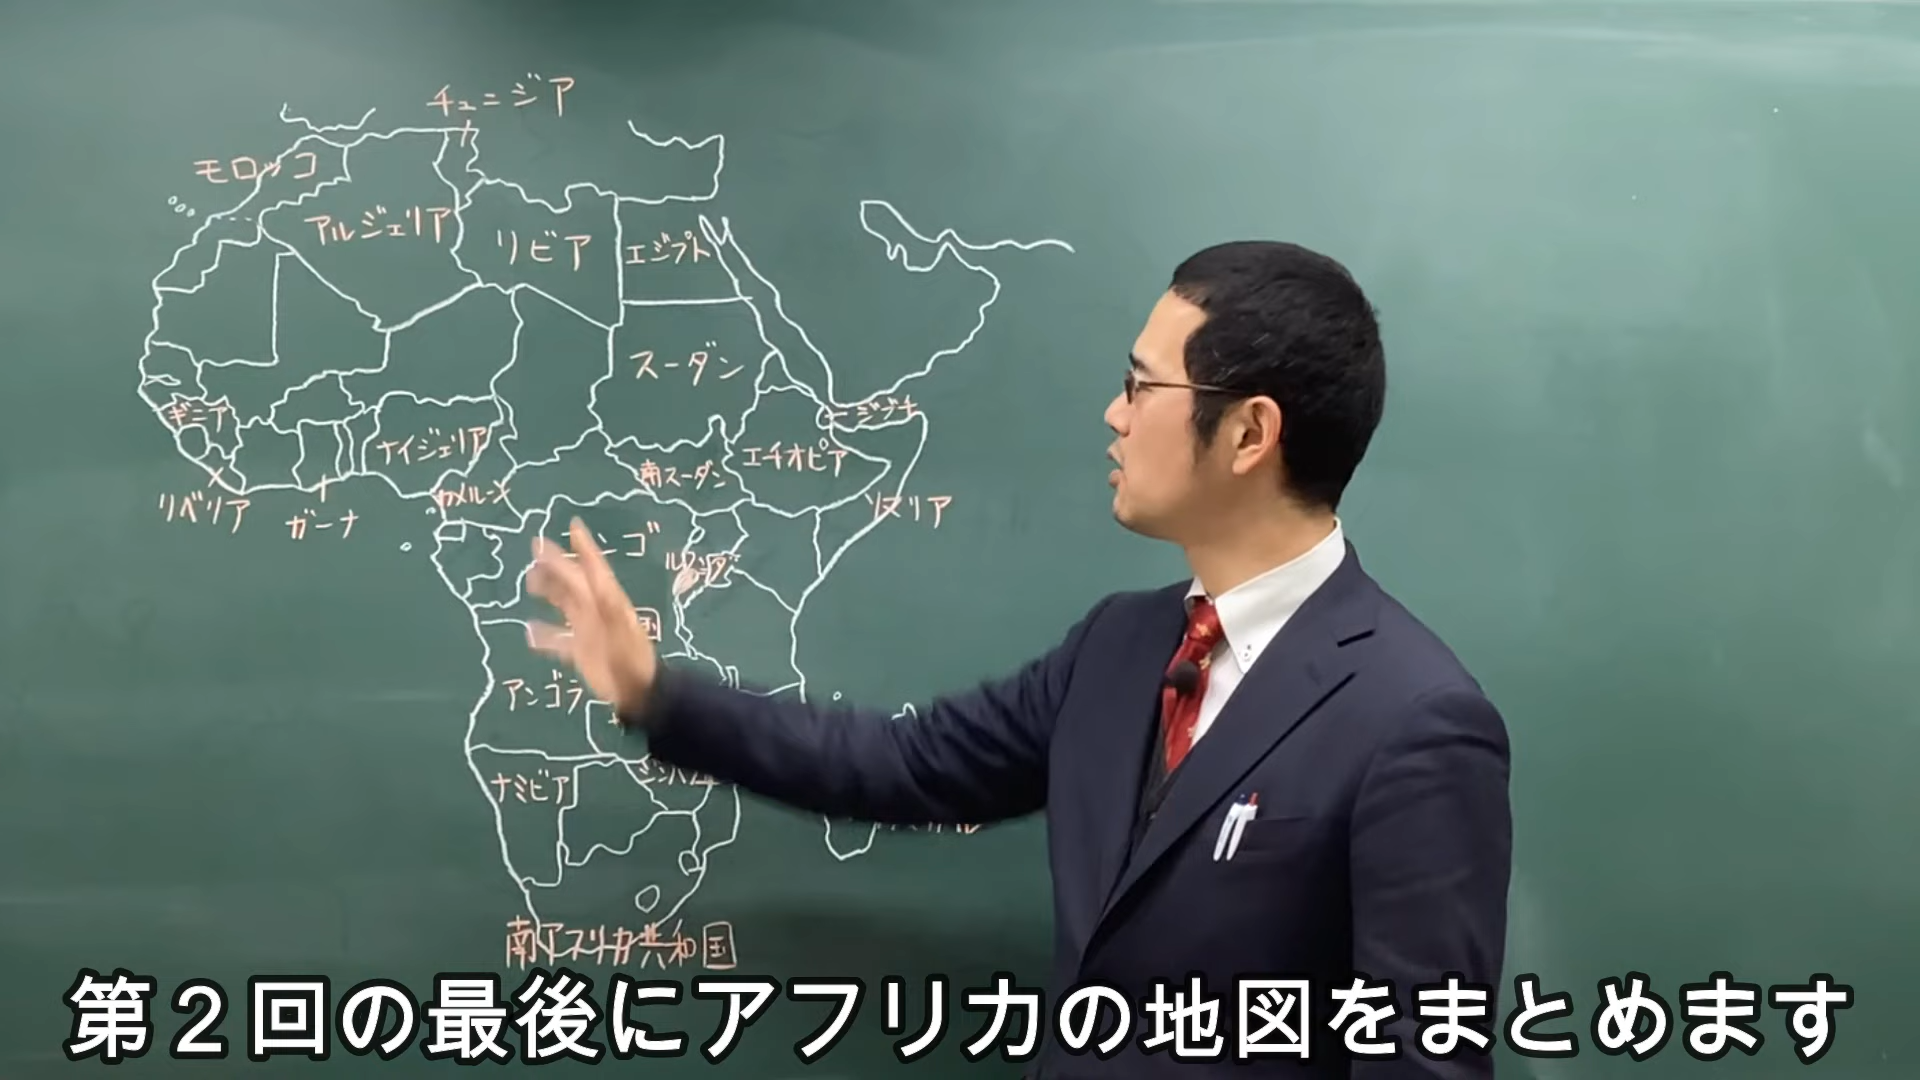 チュニジア
モロッコ
アルジェリア
リビア
エジプト
スーダン
ギニア
ジブチ
ナイジェリア
エチオピア
南スーダン
カメルーン
リベリア
ガーナ
ソマリア
コンゴ
国
アンゴラ
ナミビア
南アフリカ共和国
第2回の最後にアフリカの地図をまとめます